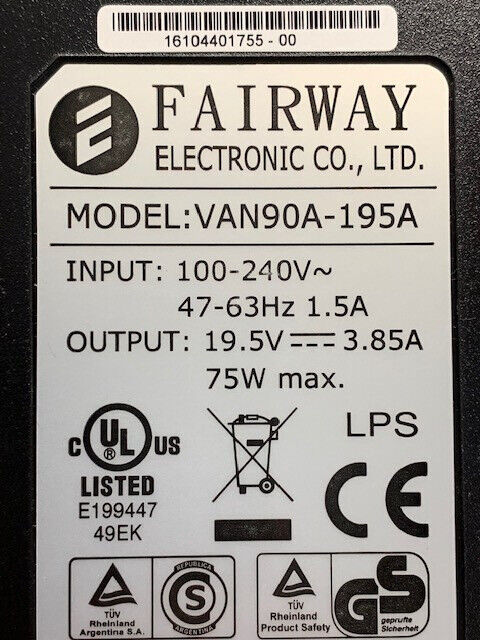 16104401755 - 00
FAIRWAY
ELECTRONIC CO., LTD.
MODEL:VAN90A-195A
INPUT: 100-240V~
47-63Hz 1.5A
OUTPUT: 19.5V⎓3.85A
75W max.
C UL US
®
LISTED
E199447
49EK
LPS
CE
TÜV
Rheinland
Argentina S.A.
REPUBLICA
S
ARGENTINA
TÜV
Rheinland
Product Safety
GS
geprüfte
Sicherheit